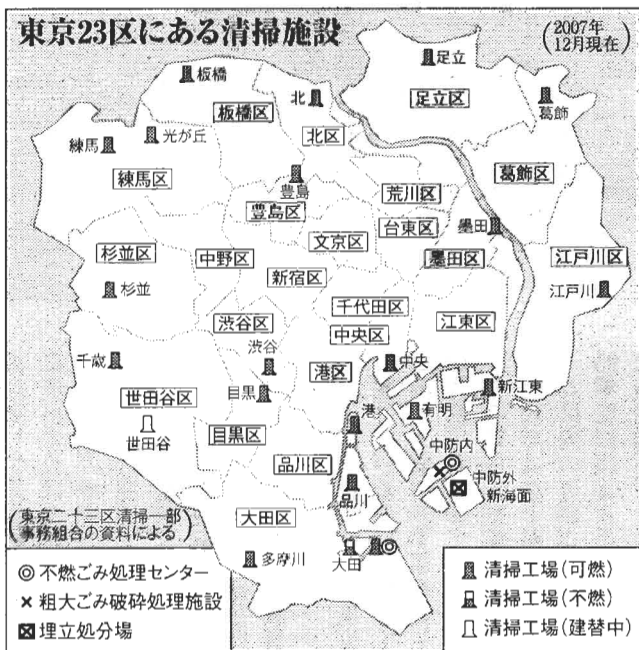 東京23区にある清掃施設
(2007年
12月現在)
足立
板橋
北
足立区
葛飾
板橋区
北区
練馬
光が丘
練馬区
豊島
豊島区
荒川区
葛飾区
台東区
墨田
文京区
杉並区
中野区
墨田区
江戸川区
新宿区
杉並
江戸川
千代田区
渋谷区
中央区
江東区
渋谷
千歳
中央
港区
新江東
世田谷区
目黒
港
有明
世田谷
目黒区
中防内
品川区
中防外
新海面
品川
(東京二十三区清掃一部
事務組合の資料による)
大田区
多摩川
大田
◎不燃ごみ処理センター
×粗大ごみ破砕処理施設
埋立処分場
清掃工場(可燃)
清掃工場(不燃)
清掃工場(建替中)